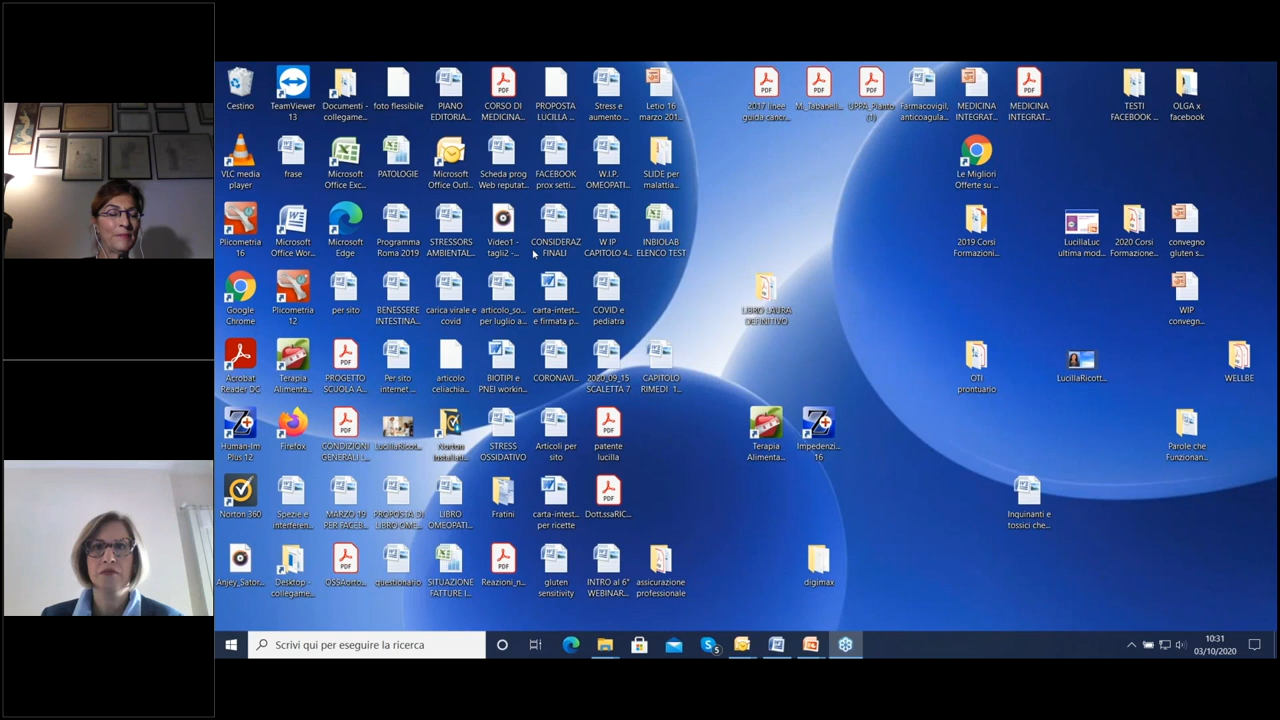 Cestino
TeamViewer 13
Documenti - collegame...
foto flessibile
PIANO EDITORIA...
CORSO DI MEDICINA...
PROPOSTA LUCILLA ...
Stress e aumento ...
Letio 16 marzo 201...
2017 linee guida cancr...
M_Tabanell...
UPPA_Pianto (1)
Farmacovigil, anticoagula...
MEDICINA INTEGRAT...
MEDICINA INTEGRAT...
TESTI FACEBOOK ...
OLGA x facebook
VLC media player
frase
Microsoft Office Exc...
PATOLOGIE
Microsoft Office Outl...
Scheda prog Web reputat...
FACEBOOK prox setti...
W.I.P. OMEOPATI...
SLIDE per malattia...
Le Migliori Offerte su ...
Plicometria 16
Microsoft Office Wor...
Microsoft Edge
Programma Roma 2019
STRESSORS AMBIENTAL...
Video1 - tagli2 -...
CONSIDERAZ FINALI
W IP CAPITOLO 4...
INBIOLAB ELENCO TEST
2019 Corsi Formazioni...
LucillaLuc ultima mod...
2020 Corsi Formazione...
convegno gluten s...
Google Chrome
Plicometria 12
per sito
BENESSERE INTESTINA...
carica virale e covid
articolo_so... per luglio a...
carta-intest... e firmata p...
COVID e pediatra
LIBRO LAURA DEFINITIVO
WIP convegn...
Acrobat Reader DC
Terapia Alimenta...
PROGETTO SCUOLA A...
Per sito internet ...
articolo celiachia...
BIOTIPI e PNEI workin...
CORONAVI...
2020_09_15 SCALETTA 7
CAPITOLO RIMEDI 1...
OTI prontuario
LucillaRicott...
WELLBE
Human-Im Plus 12
Firefox
CONDIZIONI GENERALI L...
LucillaRicot...
Norton Installati...
STRESS OSSIDATIVO
Articoli per sito
patente lucilla
Terapia Alimenta...
Impedenzi... 16
Parole che Funzionan...
Norton 360
Spezie e interferen...
MARZO 19 PER FACEB...
PROPOSTA DI LIBRO OME...
LIBRO OMEOPATI...
Fratini
carta-intest... per ricette
Dott.ssaRIC...
Inquinanti e tossici che...
Anjey_Sator...
Desktop - collegame...
OSSAorto...
questionario
SITUAZIONE FATTURE I...
Reazioni_n...
gluten sensitivity
INTRO al 6° WEBINAR...
assicurazione professionale
digimax
Scrivi qui per eseguire la ricerca
5
10:31
03/10/2020